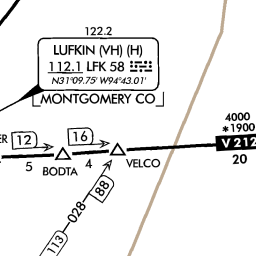 122.2
LUFKIN (VH) (H)
112.1 LFK 58
N31°09.75' W94°43.01'
MONTGOMERY CO
4000
*1900
V 212
20
ER
12
16
5
BODTA
4
VELCO
88
028
113